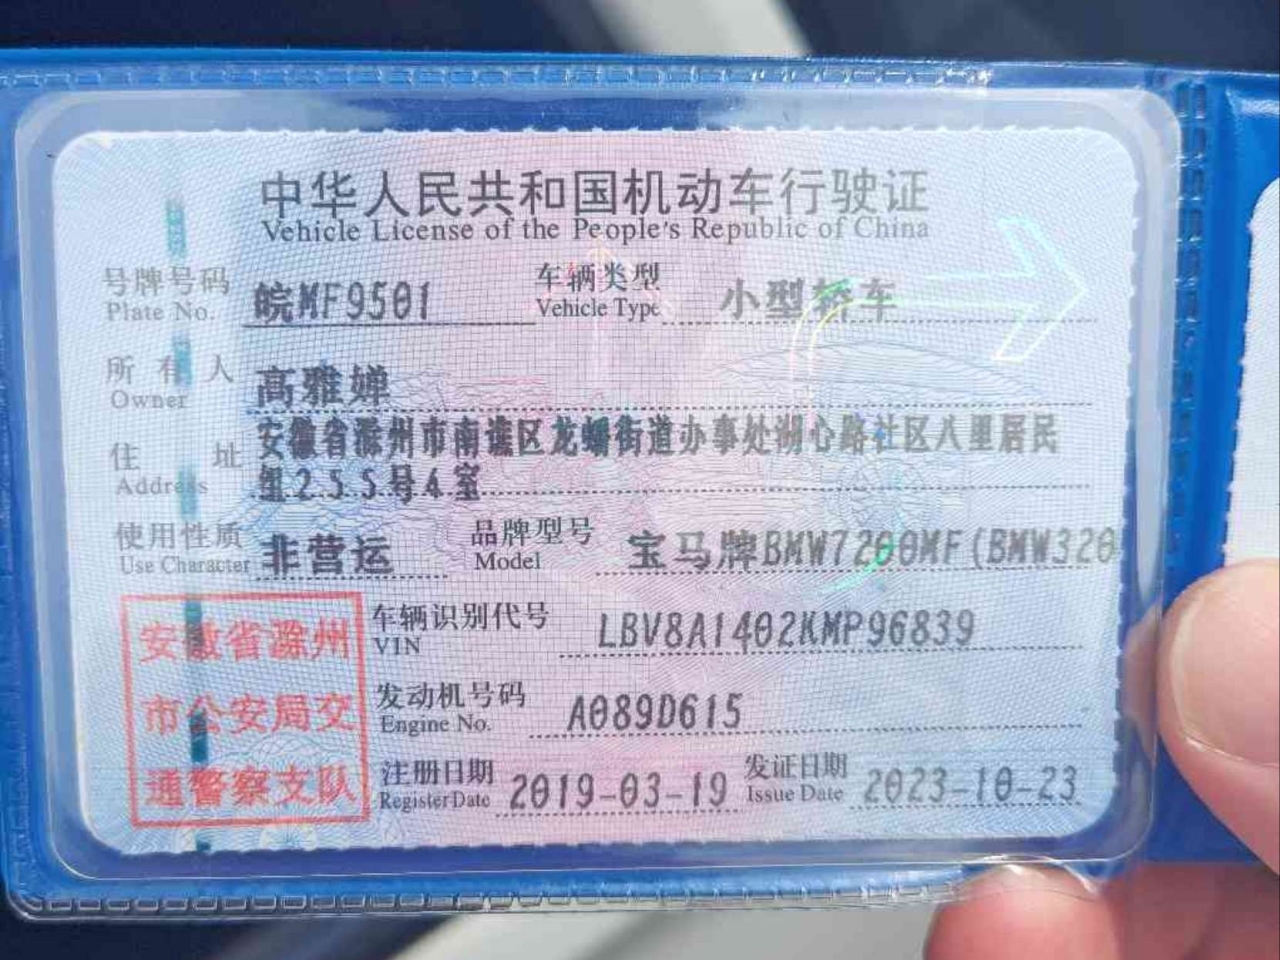 中华人民共和国机动车行驶证
Vehicle License of the People's Republic of China
号牌号码 皖MF9501 车辆类型 小型轿车
Plate No. Vehicle Type
所有人 高雅婵
Owner
住址 安徽省滁州市南谯区龙蟠街道办事处湖心路社区八里居民
Address 组255号4室
使用性质 非营运 品牌型号 宝马牌BMW7200MF(BMW320
Use Character Model
安徽省滁州
市公安局交
通警察支队
车辆识别代号 LBV8A1402KMP96839
VIN
发动机号码 A089D615
Engine No.
注册日期 2019-03-19 发证日期 2023-10-23
Register Date Issue Date